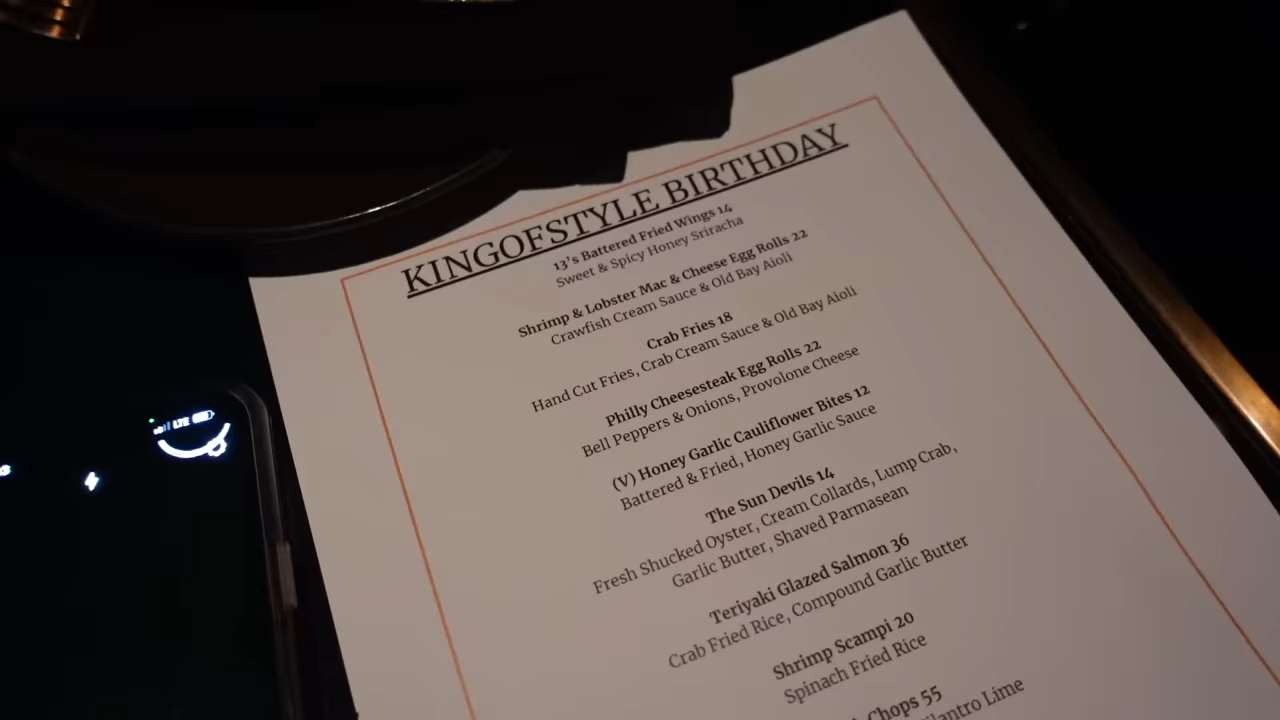 KINGOFSTYLE BIRTHDAY
13's Battered Fried Wings 14
Sweet & Spicy Honey Sriracha
Shrimp & Lobster Mac & Cheese Egg Rolls 22
Crawfish Cream Sauce & Old Bay Aioli
Crab Fries 18
Hand Cut Fries, Crab Cream Sauce & Old Bay Aioli
Philly Cheesesteak Egg Rolls 22
Bell Peppers & Onions, Provolone Cheese
(V) Honey Garlic Cauliflower Bites 12
Battered & Fried, Honey Garlic Sauce
The Sun Devils 14
Fresh Shucked Oyster, Cream Collards, Lump Crab,
Garlic Butter, Shaved Parmasean
Teriyaki Glazed Salmon 36
Crab Fried Rice, Compound Garlic Butter
Shrimp Scampi 20
Spinach Fried Rice
Chops 55
Lime
LTE